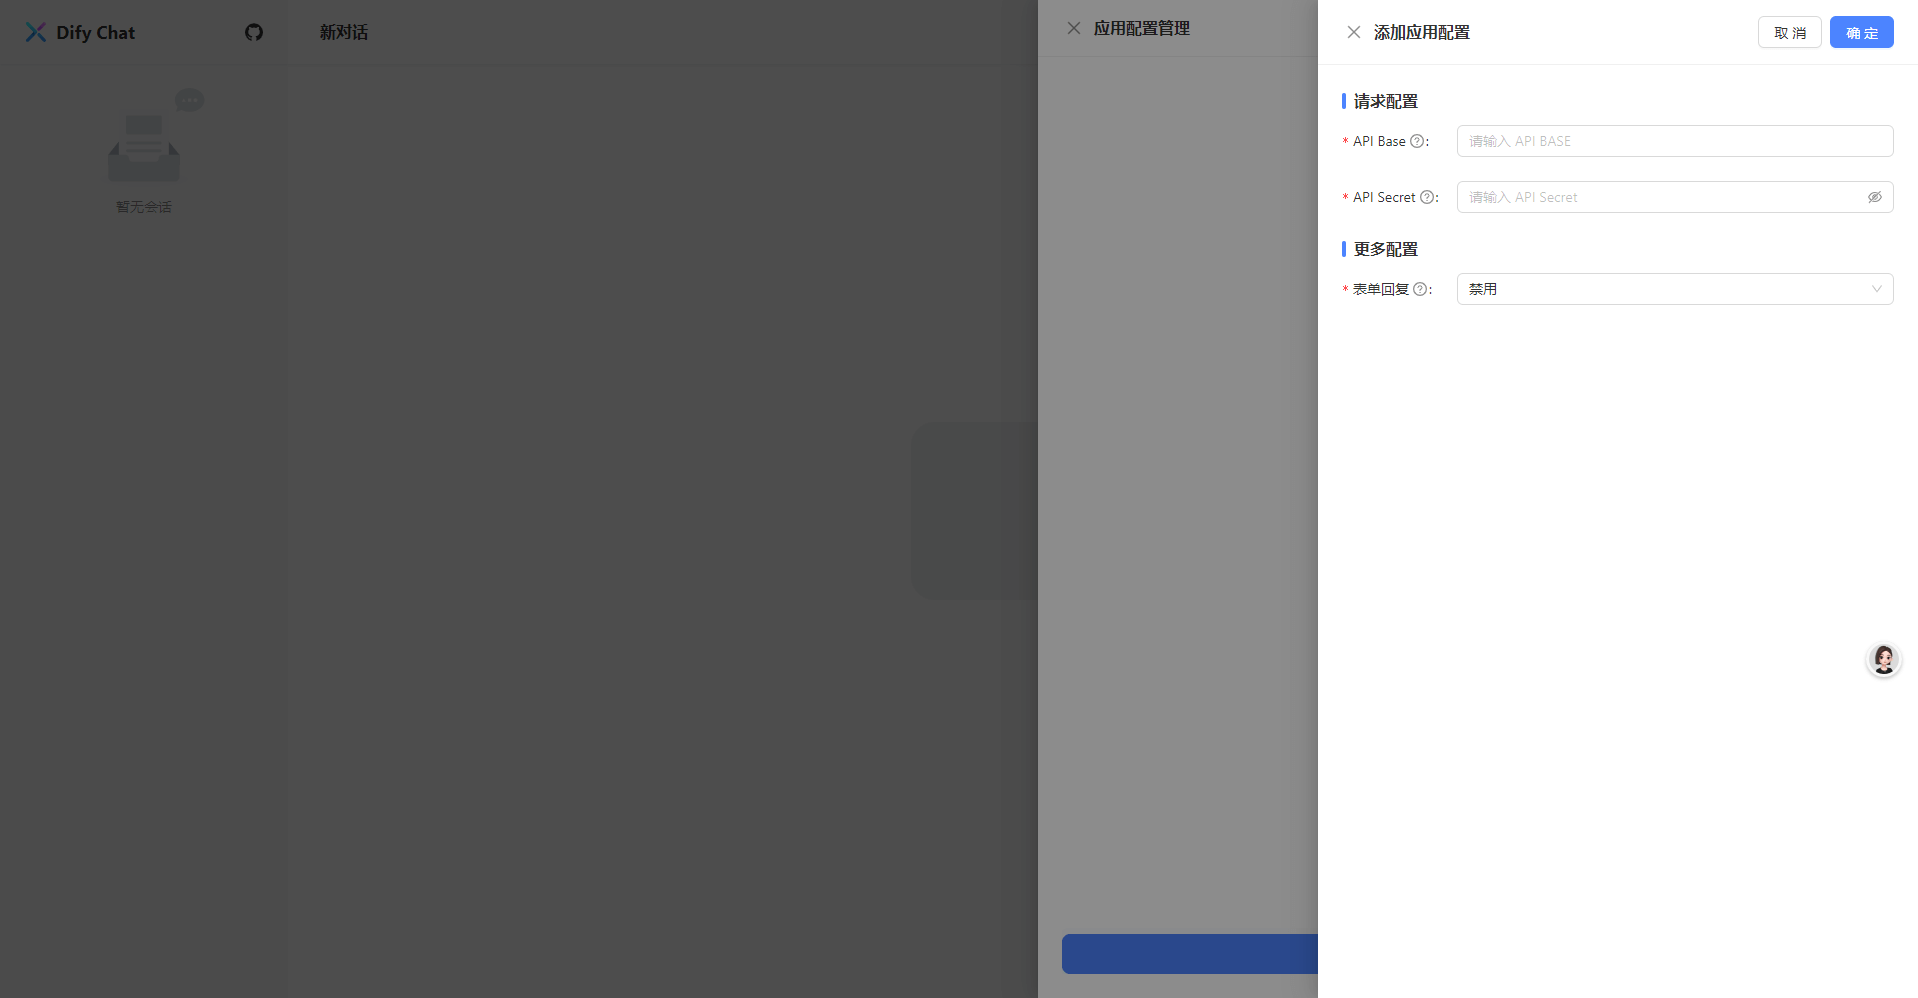 Dify Chat
新对话
暂无会话
应用配置管理
添加应用配置
取 消
确 定
请求配置
* API Base ?:
请输入 API BASE
* API Secret ?:
请输入 API Secret
更多配置
* 表单回复 ?:
禁用